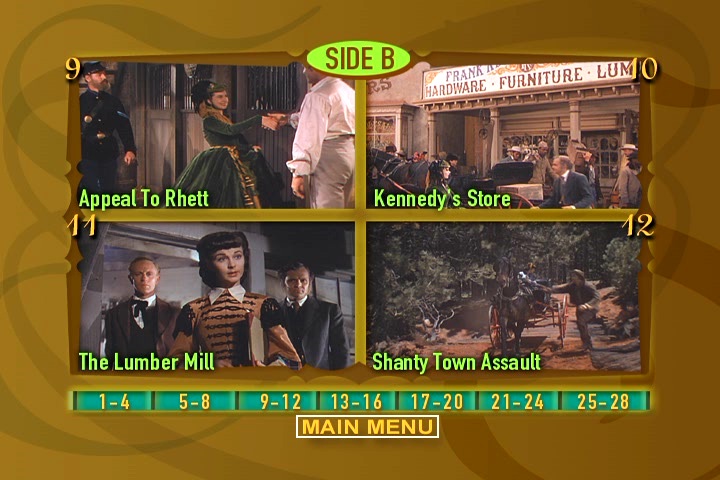 SIDE B
9
10
FRANK
HARDWARE · FURNITURE · LUM
Appeal To Rhett
Kennedy's Store
11
12
The Lumber Mill
Shanty Town Assault
1-4 5-8 9-12 13-16 17-20 21-24 25-28
MAIN MENU